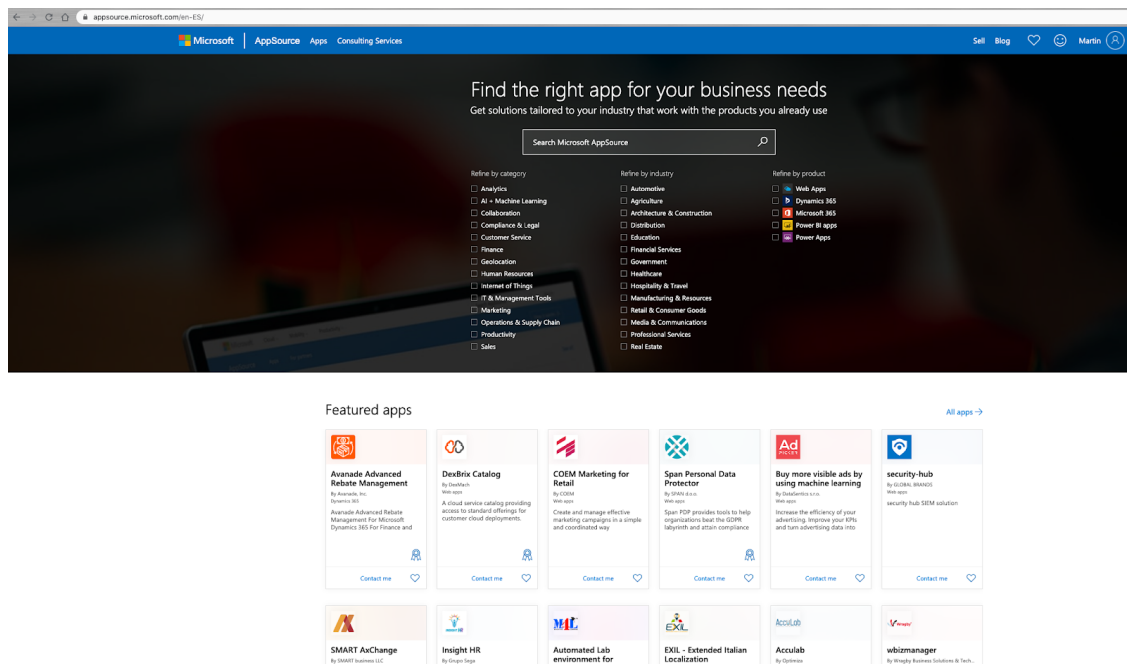 appsource.microsoft.com/en-ES/
Microsoft AppSource Apps Consulting Services Sell Blog Martin
Find the right app for your business needs
Get solutions tailored to your industry that work with the products you already use
Search Microsoft AppSource
Refine by category
Analytics
AI + Machine Learning
Collaboration
Compliance & Legal
Customer Service
Finance
Geolocation
Human Resources
Internet of Things
IT & Management Tools
Marketing
Operations & Supply Chain
Productivity
Sales
Refine by industry
Automotive
Agriculture
Architecture & Construction
Distribution
Education
Financial Services
Government
Healthcare
Hospitality & Travel
Manufacturing & Resources
Retail & Consumer Goods
Media & Communications
Professional Services
Real Estate
Refine by product
Web Apps
Dynamics 365
Microsoft 365
Power BI apps
Power Apps
Featured apps
All apps
Avanade Advanced
Rebate Management
By Avanade, Inc.
Dynamics 365
Avanade Advanced Rebate
Management For Microsoft
Dynamics 365 For Finance and
Contact me
DexBrix Catalog
By DexMach
Web apps
A cloud service catalog providing
access to standard offerings for
customer cloud deployments.
Contact me
COEM Marketing for
Retail
By COEM
Web apps
Create and manage effective
marketing campaigns in a simple
and coordinated way
Contact me
Span Personal Data
Protector
By SPAN d.o.o.
Web apps
Span PDP provides tools to help
organizations beat the GDPR
labyrinth and attain compliance
Contact me
Ad
Buy more visible ads by
using machine learning
By DataSentics s.r.o.
Web apps
Increase the efficiency of your
advertising. Improve your KPIs
and turn advertising data into
Contact me
security-hub
By GLOBAL BRANDS
Web apps
security hub SIEM solution
Contact me
SMART AxChange
By SMART business LLC
Insight HR
By Grupo Sega
Automated Lab
environment for
EXIL
EXIL - Extended Italian
Localization
AccuLab
Acculab
By Optimiza
Wragby
wbizmanager
By Wragby Business Solutions & Tech...